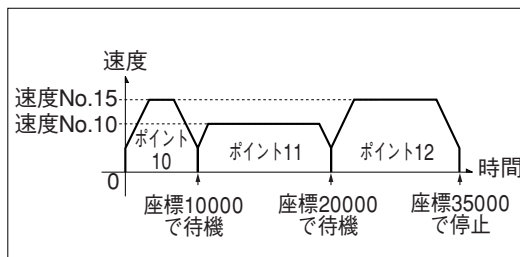 速度
速度No.15
速度No.10
ポイント
10
ポイント11
ポイント12
0
時間
座標10000
で待機
座標20000
で待機
座標35000
で停止